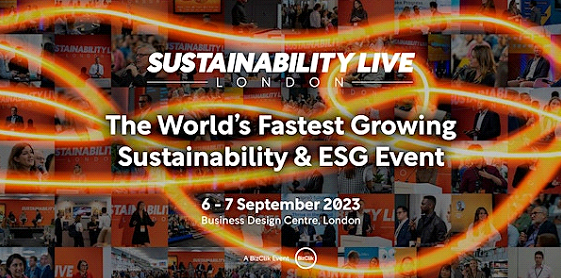 SUSTAINABILITY LIVE
LONDON
The World's Fastest Growing
Sustainability & ESG Event
6 - 7 September 2023
Business Design Centre, London
A BizClik Event
BizClik